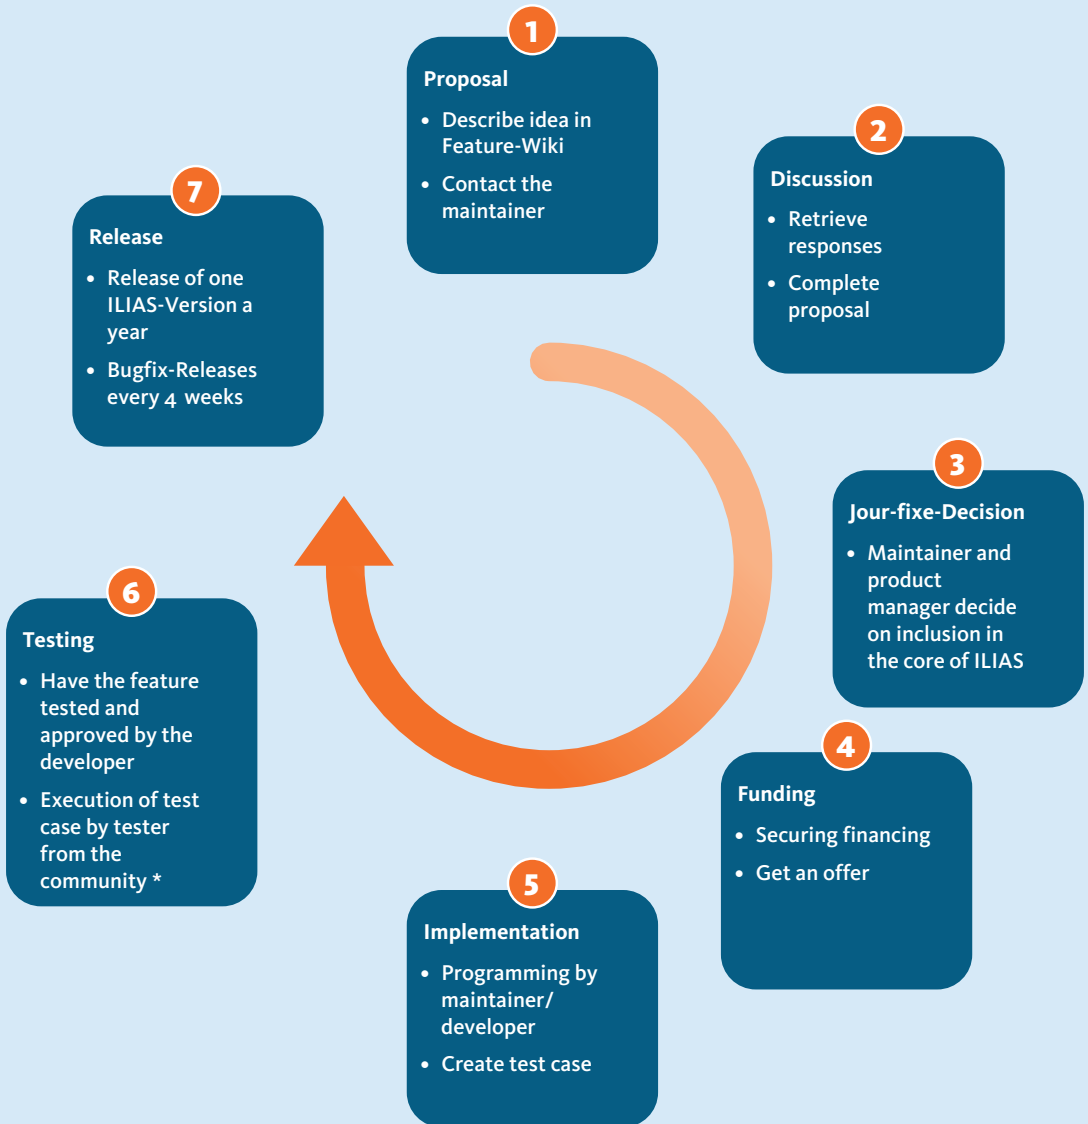 1
Proposal
• Describe idea in
Feature-Wiki
• Contact the
maintainer
2
Discussion
• Retrieve
responses
• Complete
proposal
3
Jour-fixe-Decision
• Maintainer and
product
manager decide
on inclusion in
the core of ILIAS
4
Funding
• Securing financing
• Get an offer
5
Implementation
• Programming by
maintainer/
developer
• Create test case
6
Testing
• Have the feature
tested and
approved by the
developer
• Execution of test
case by tester
from the
community *
7
Release
• Release of one
ILIAS-Version a
year
• Bugfix-Releases
every 4 weeks